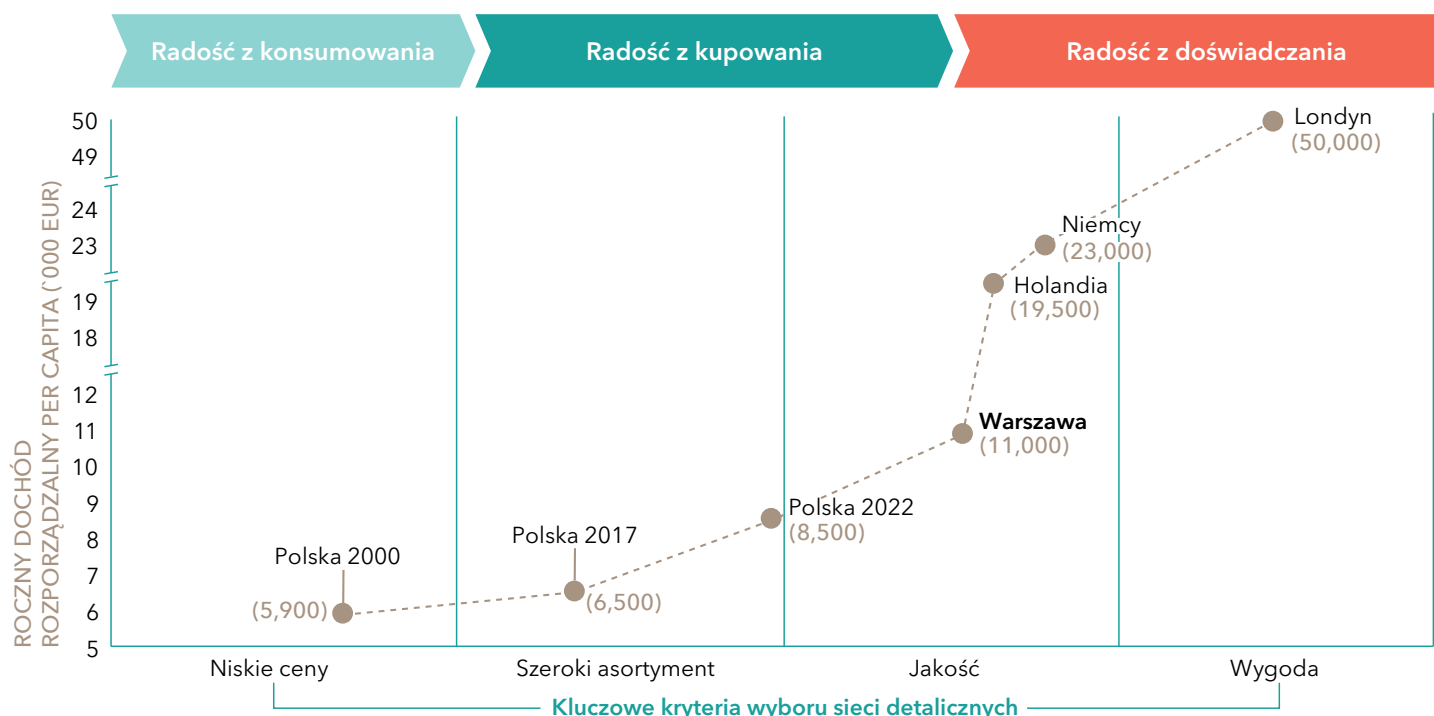 Radość z konsumowania
Radość z kupowania
Radość z doświadczania
ROCZNY DOCHÓD
ROZPORZĄDZALNY PER CAPITA (`000 EUR)
50
49
24
23
19
18
12
11
10
9
8
7
6
5
Polska 2000
(5,900)
Polska 2017
(6,500)
Polska 2022
(8,500)
Warszawa
(11,000)
Holandia
(19,500)
Niemcy
(23,000)
Londyn
(50,000)
Niskie ceny
Szeroki asortyment
Jakość
Wygoda
Kluczowe kryteria wyboru sieci detalicznych